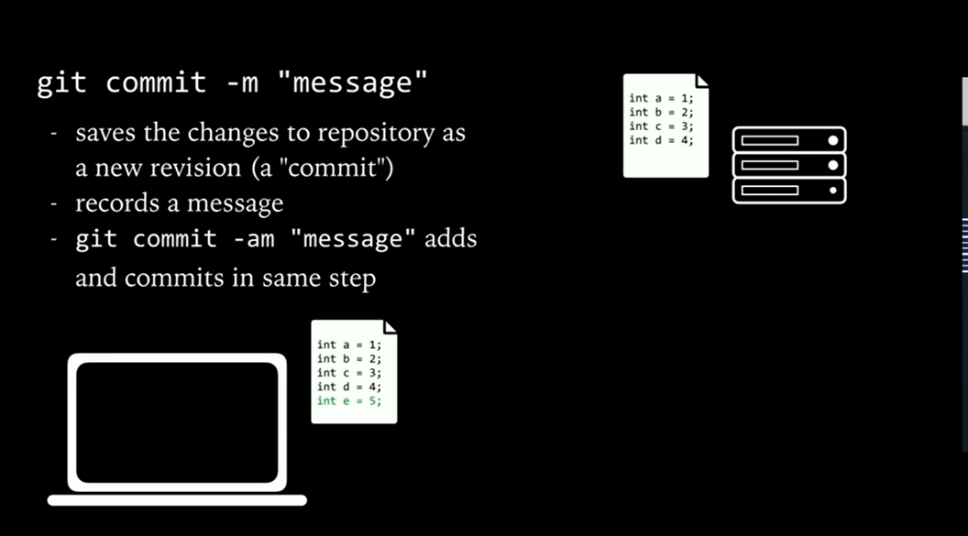 git commit -m "message"
- saves the changes to repository as
a new revision (a "commit")
- records a message
- git commit -am "message" adds
and commits in same step
int a = 1;
int b = 2;
int c = 3;
int d = 4;
int a = 1;
int b = 2;
int c = 3;
int d = 4;
int e = 5;